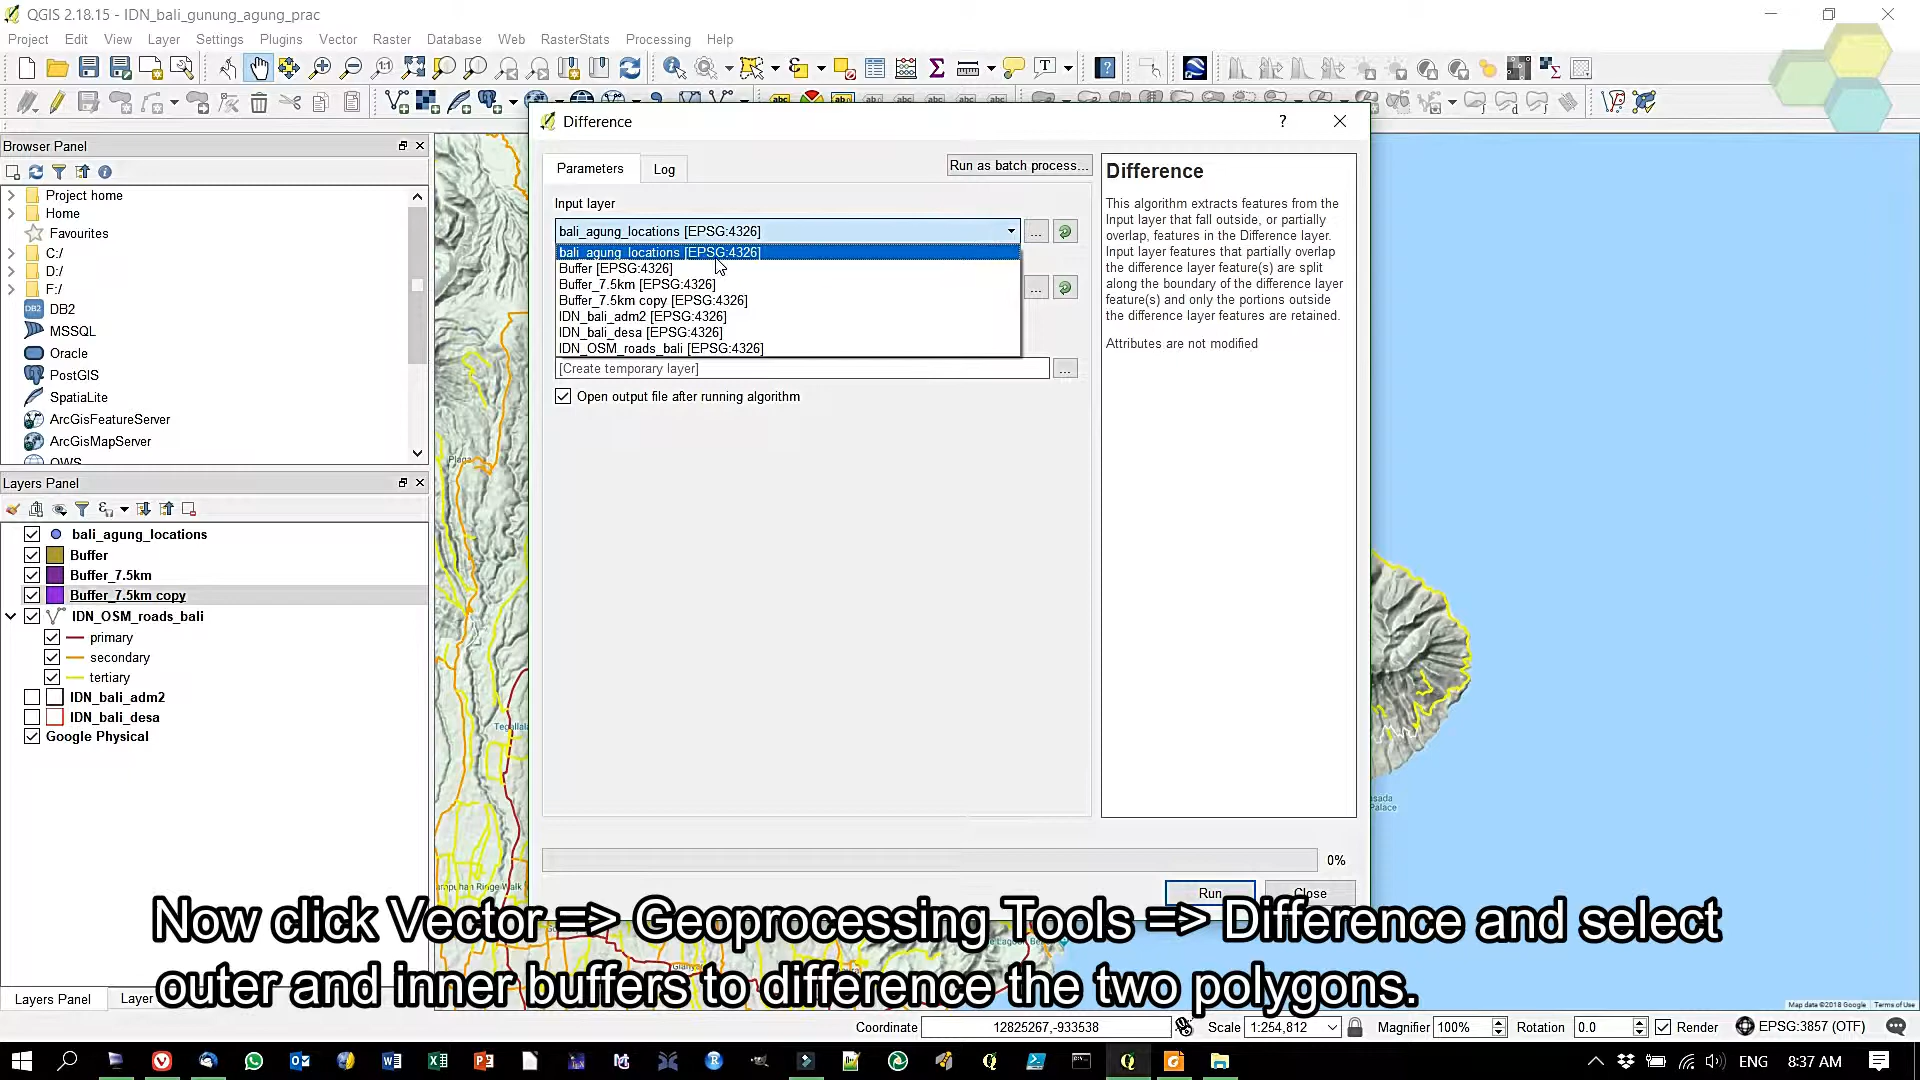 QGIS 2.18.15 - IDN_bali_gunung_agung_prac
Project Edit View Layer Settings Plugins Vector Raster Database Web RasterStats Processing Help
Browser Panel
Project home
Home
Favourites
C:/
D:/
F:/
DB2
MSSQL
Oracle
PostGIS
SpatiaLite
ArcGisFeatureServer
ArcGisMapServer
OWS
Layers Panel
bali_agung_locations
Buffer
Buffer_7.5km
Buffer_7.5km copy
IDN_OSM_roads_bali
primary
secondary
tertiary
IDN_bali_adm2
IDN_bali_desa
Google Physical
Layers Panel Layer
Difference
?
Parameters Log
Run as batch process...
Input layer
bali_agung_locations [EPSG:4326]
bali_agung_locations [EPSG:4326]
Buffer [EPSG:4326]
Buffer_7.5km [EPSG:4326]
Buffer_7.5km copy [EPSG:4326]
IDN_bali_adm2 [EPSG:4326]
IDN_bali_desa [EPSG:4326]
IDN_OSM_roads_bali [EPSG:4326]
[Create temporary layer]
Open output file after running algorithm
Difference
This algorithm extracts features from the
Input layer that fall outside, or partially
overlap, features in the Difference layer.
Input layer features that partially overlap
the difference layer feature(s) are split
along the boundary of the difference layer
feature(s) and only the portions outside
the difference layer features are retained.
Attributes are not modified
0%
Run Close
Now click Vector => Geoprocessing Tools => Difference and select
outer and inner buffers to difference the two polygons.
Map data ©2018 Google Terms of Use
Coordinate 12825267,-933538 Scale 1:254,812 Magnifier 100% Rotation 0.0 Render EPSG:3857 (OTF)
ENG 8:37 AM